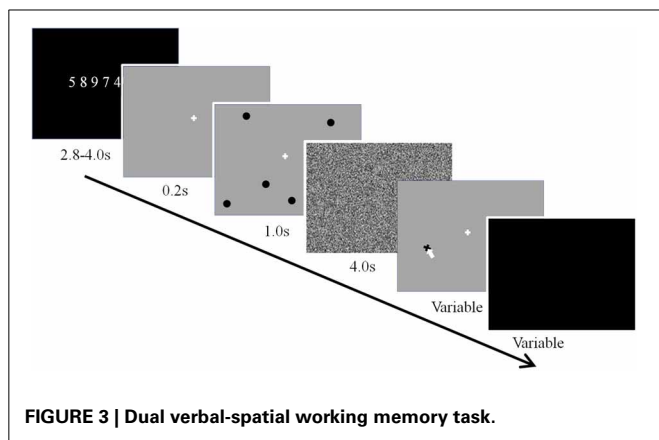 5 8 9 7 4
2.8-4.0s
0.2s
1.0s
4.0s
Variable
Variable
FIGURE 3 | Dual verbal-spatial working memory task.